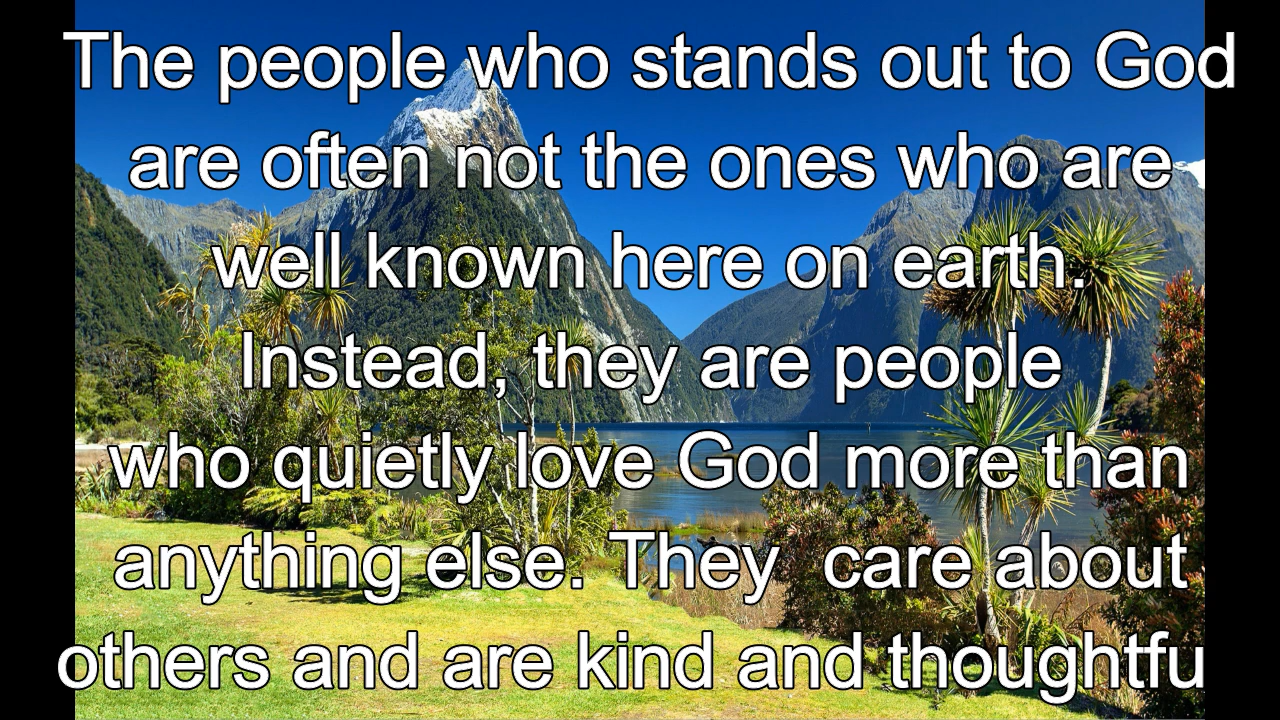 The people who stands out to God
are often not the ones who are
well known here on earth.
Instead, they are people
who quietly love God more than
anything else. They  care about
others and are kind and thoughtfu